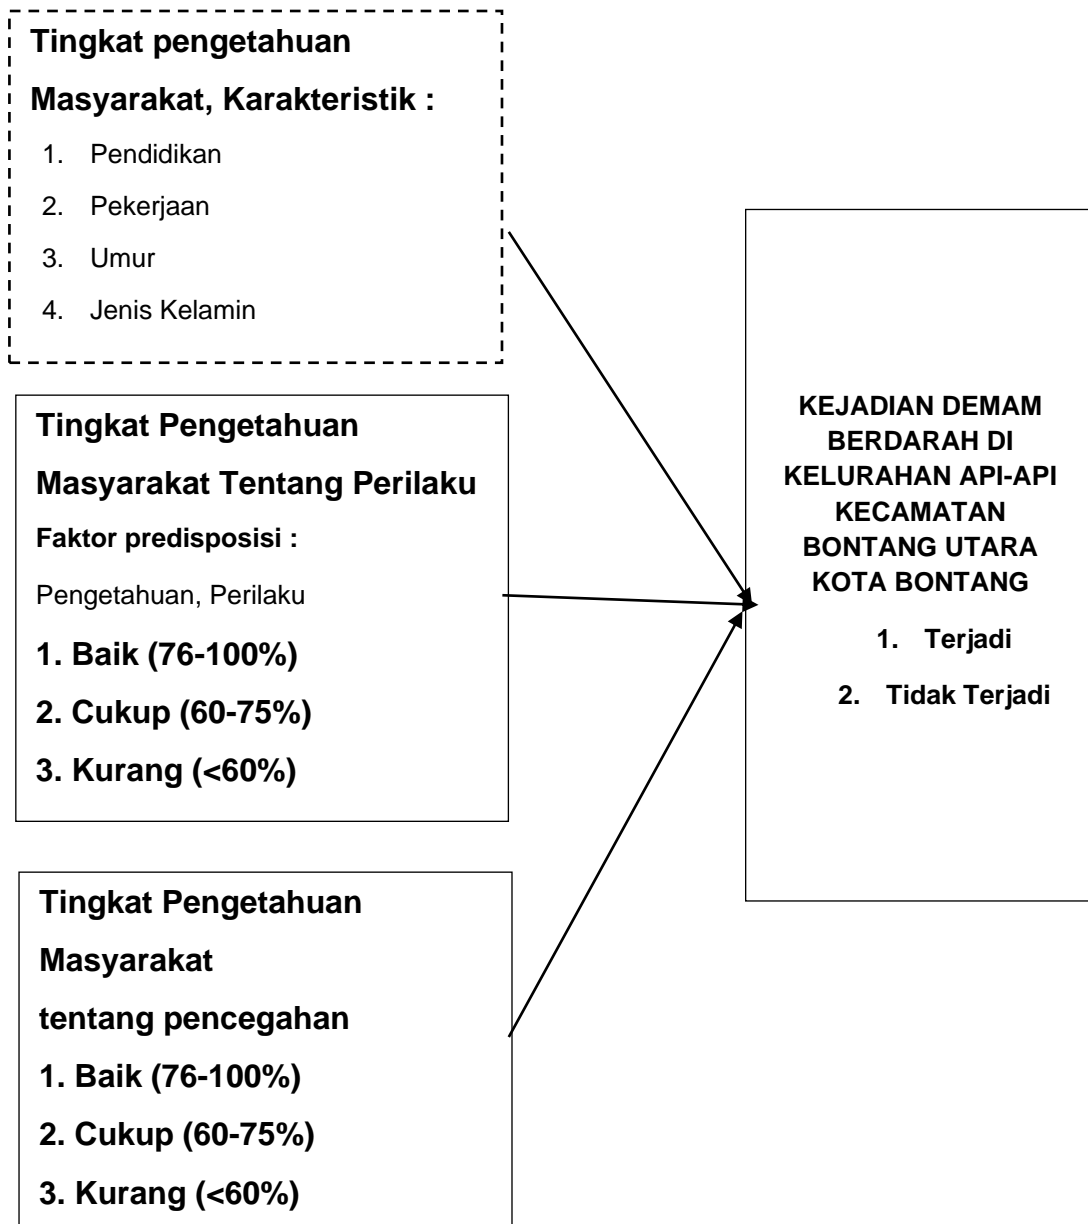 Tingkat pengetahuan
Masyarakat, Karakteristik :
1. Pendidikan
2. Pekerjaan
3. Umur
4. Jenis Kelamin
Tingkat Pengetahuan
Masyarakat Tentang Perilaku
Faktor predisposisi :
Pengetahuan, Perilaku
1. Baik (76-100%)
2. Cukup (60-75%)
3. Kurang (<60%)
Tingkat Pengetahuan
Masyarakat
tentang pencegahan
1. Baik (76-100%)
2. Cukup (60-75%)
3. Kurang (<60%)
KEJADIAN DEMAM
BERDARAH DI
KELURAHAN API-API
KECAMATAN
BONTANG UTARA
KOTA BONTANG
1. Terjadi
2. Tidak Terjadi